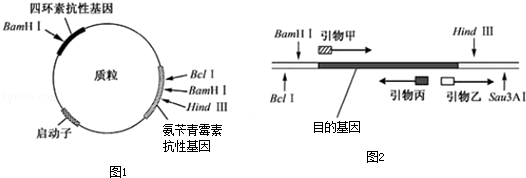 四环素抗性基因
BamH I
质粒
Bcl I
BamH I
Hind III
启动子
氨苄青霉素
抗性基因
图1
BamH I
引物甲
Hind III
Bcl I
引物丙
引物乙
Sau3A I
目的基因
图2